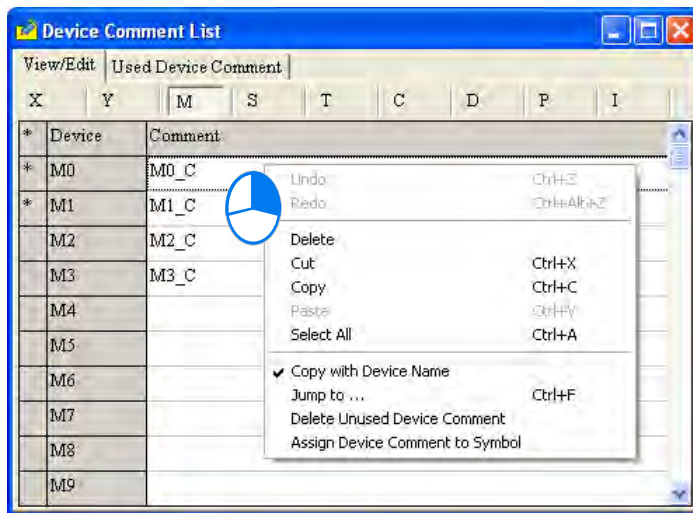 Device Comment List
View/Edit Used Device Comment
X Y M S T C D P I
* Device Comment
* M0 M0_C
Undo Ctrl+Z
* M1 M1_C
Redo Ctrl+Alt+Z
M2 M2_C
Delete
Cut Ctrl+X
M3 M3_C
Copy Ctrl+C
M4
Paste Ctrl+V
Select All Ctrl+A
M5
Copy with Device Name
M6
Jump to ... Ctrl+F
M7
Delete Unused Device Comment
M8
Assign Device Comment to Symbol
M9